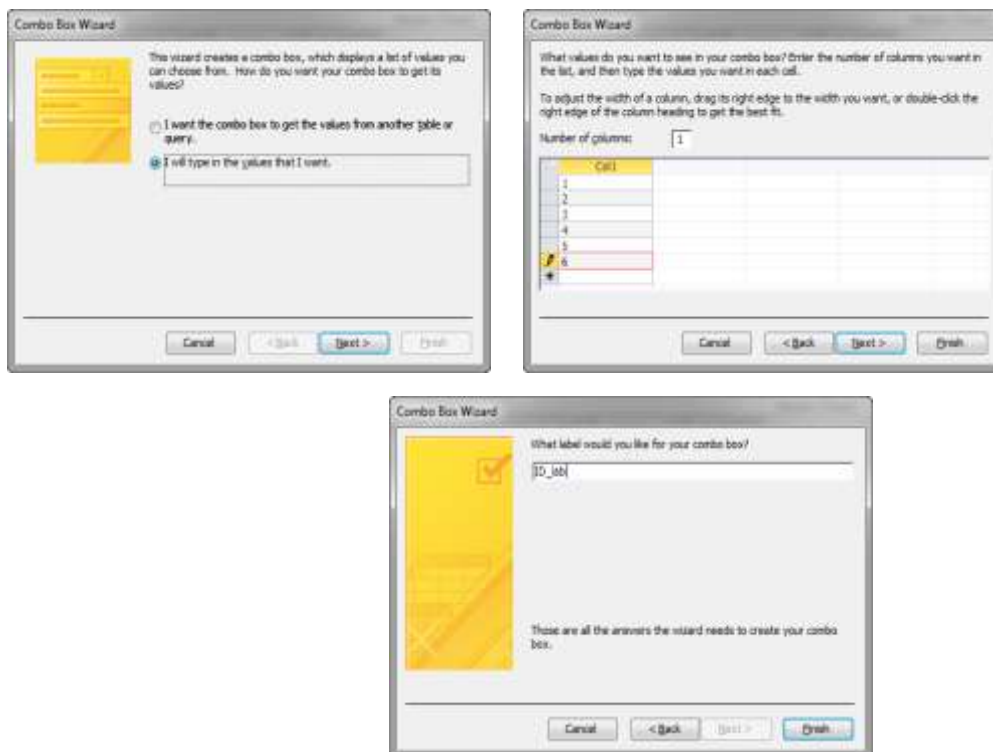 Combo Box Wizard
This wizard creates a combo box, which displays a list of values you
can choose from. How do you want your combo box to get its
values?
I want the combo box to get the values from another table or
query.
I will type in the values that I want.
Cancel
< Back
Next >
Finish
Combo Box Wizard
What values do you want to see in your combo box? Enter the number of columns you want in
the list, and then type the values you want in each cell.
To adjust the width of a column, drag its right edge to the width you want, or double-click the
right edge of the column heading to get the best fit.
Number of columns: 1
Col1
1
2
3
4
5
6
Cancel
< Back
Next >
Finish
Combo Box Wizard
What label would you like for your combo box?
ID_lab
Those are all the answers the wizard needs to create your combo
box.
Cancel
< Back
Next >
Finish